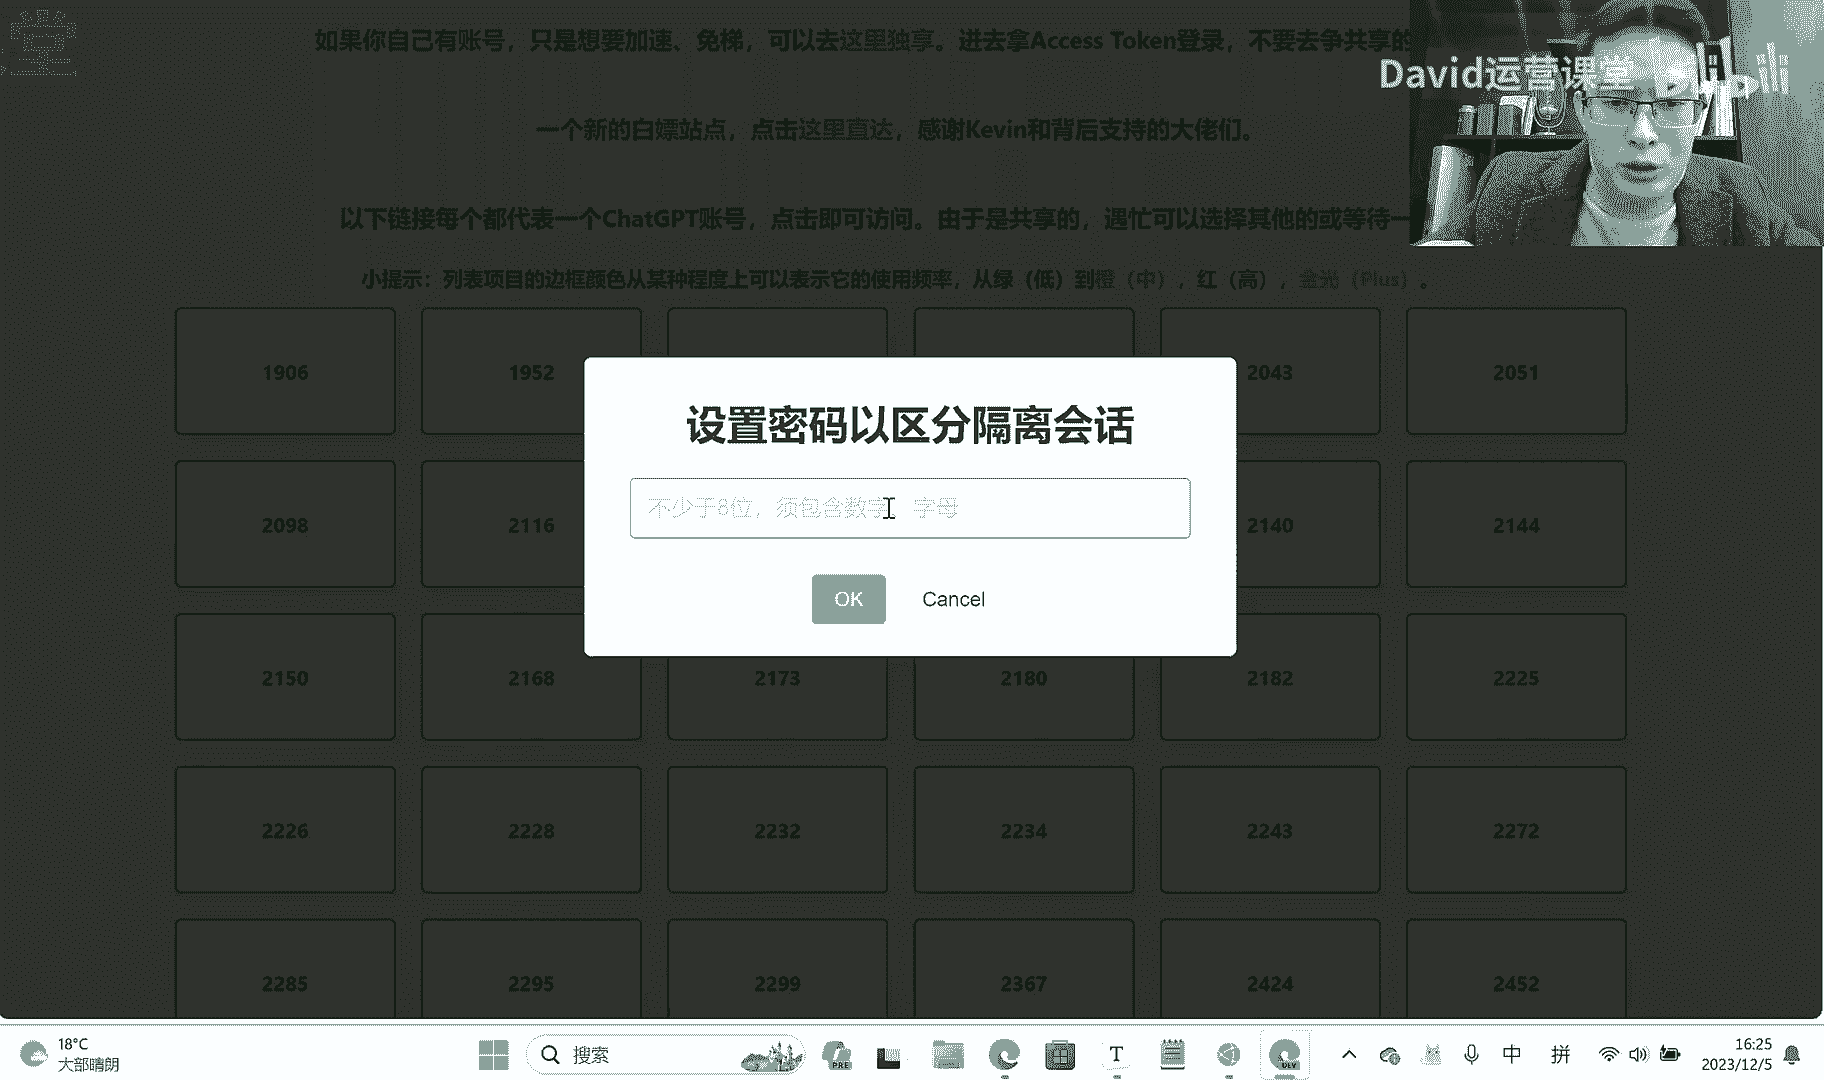 如果你自己有账号，只是想要加速、免梯，可以去这里独享。进去拿Access Token登录，不要去争共享的
David运营课堂 bilibili
一个新的白嫖站点，点击这里直达，感谢Kevin和背后支持的大佬们。
以下链接每个都代表一个ChatGPT账号，点击即可访问。由于是共享的，遇忙可以选择其他的或等待一
小提示：列表项目的边框颜色从某种程度上可以表示它的使用频率，从绿（低）到橙（中），红（高），金光（Plus）。
1906 1952 2043 2051
设置密码以区分隔离会话
不少于8位，须包含数字、字母
2098 2116 2140 2144
OK Cancel
2150 2168 2173 2180 2182 2225
2226 2228 2232 2234 2243 2272
2285 2295 2299 2367 2424 2452
18°C
大部晴朗
搜索
PRE
T
DEV
中
拼
16:25
2023/12/5